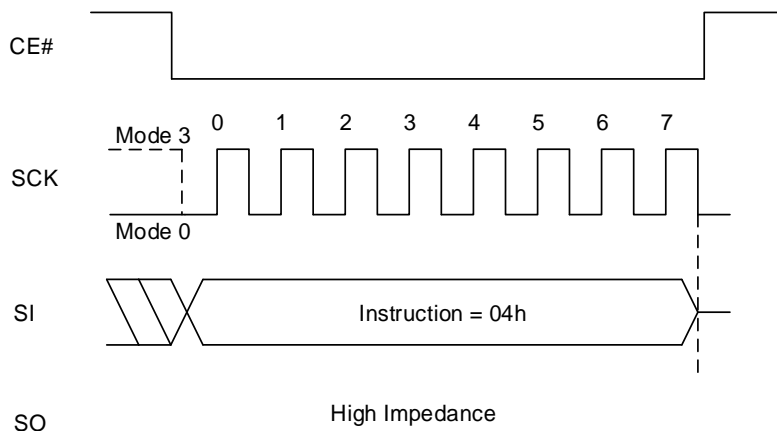 CE#
Mode 3
0 1 2 3 4 5 6 7
SCK
Mode 0
SI
Instruction = 04h
SO
High Impedance